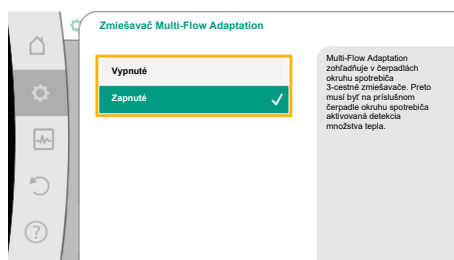 Zmiešavač Multi-Flow Adaptation
Vypnuté
Zapnuté
Multi-Flow Adaptation
zohľadňuje v čerpadlách
okruhu spotrebiča
3-cestné zmiešavače. Preto
musí byť na príslušnom
čerpadle okruhu spotrebiča
aktivovaná detekcia
množstva tepla.